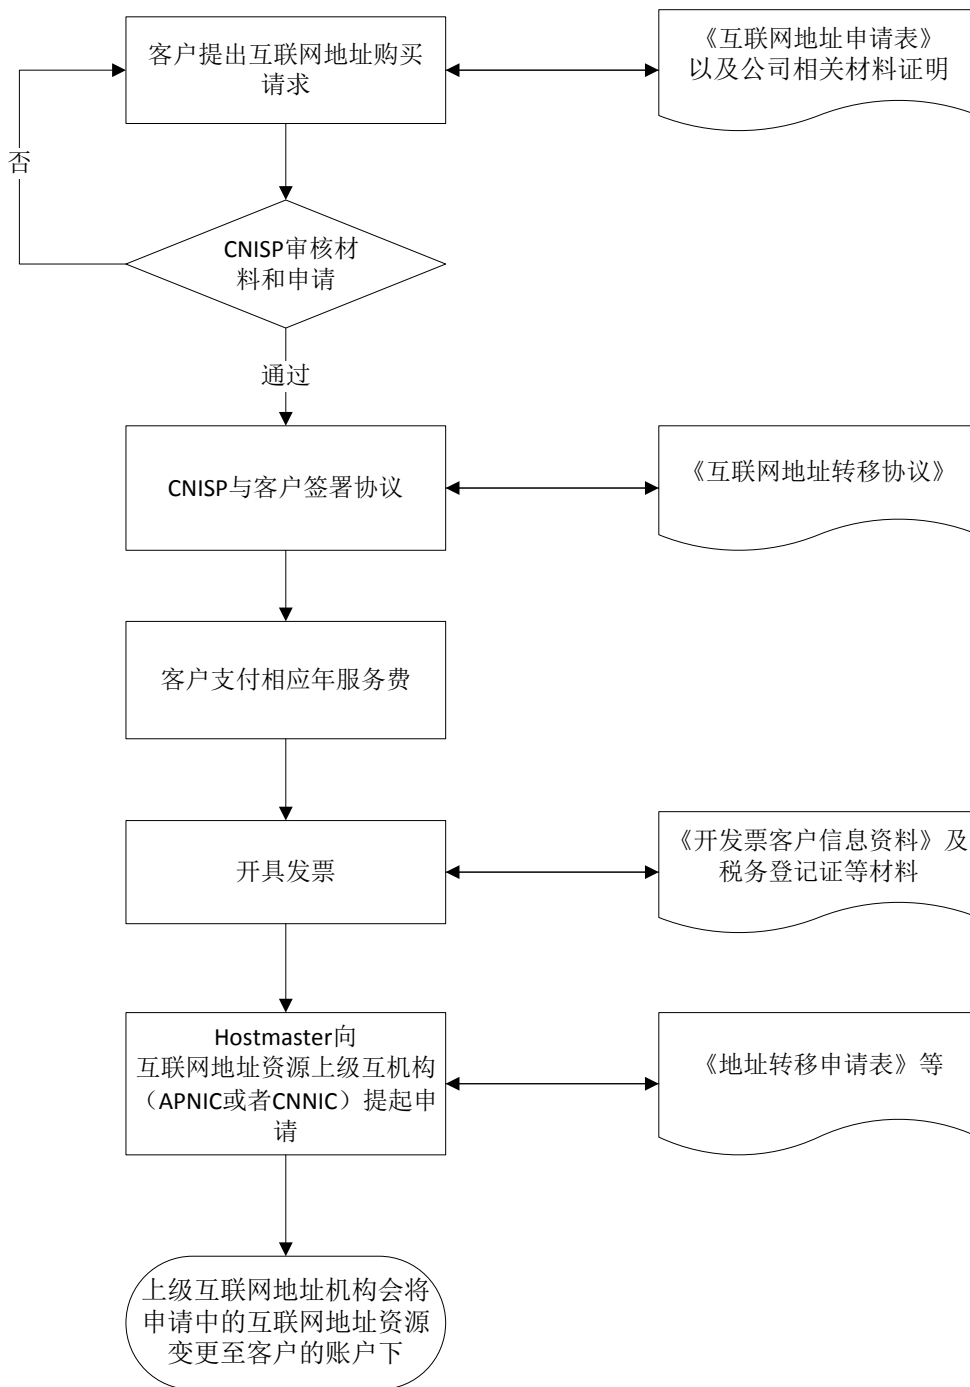 客户提出互联网地址购买
请求
《互联网地址申请表》
以及公司相关材料证明
否
CNISP审核材
料和申请
通过
CNISP与客户签署协议
《互联网地址转移协议》
客户支付相应年服务费
开具发票
《开发票客户信息资料》及
税务登记证等材料
Hostmaster向
互联网地址资源上级互机构
（APNIC或者CNNIC）提起申
请
《地址转移申请表》等
上级互联网地址机构会将
申请中的互联网地址资源
变更至客户的账户下